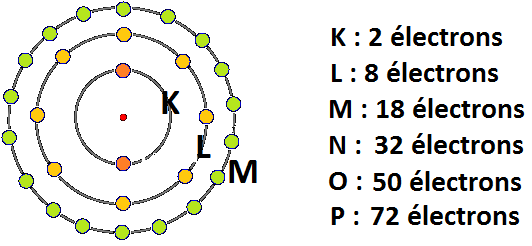 K
L
M
K : 2 électrons
L : 8 électrons
M : 18 électrons
N : 32 électrons
O : 50 électrons
P : 72 électrons